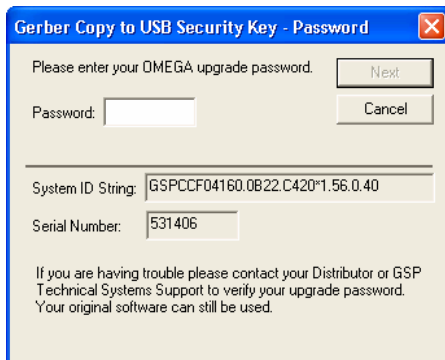 Gerber Copy to USB Security Key - Password
Please enter your OMEGA upgrade password.
Next
Password:
Cancel
System ID String: GSPCCF04160.0B22.C420*1.56.0.40
Serial Number: 531406
If you are having trouble please contact your Distributor or GSP
Technical Systems Support to verify your upgrade password.
Your original software can still be used.